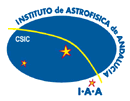 INSTITUTO de ASTROFISICA de ANDALUCIA
CSIC
I·A·A